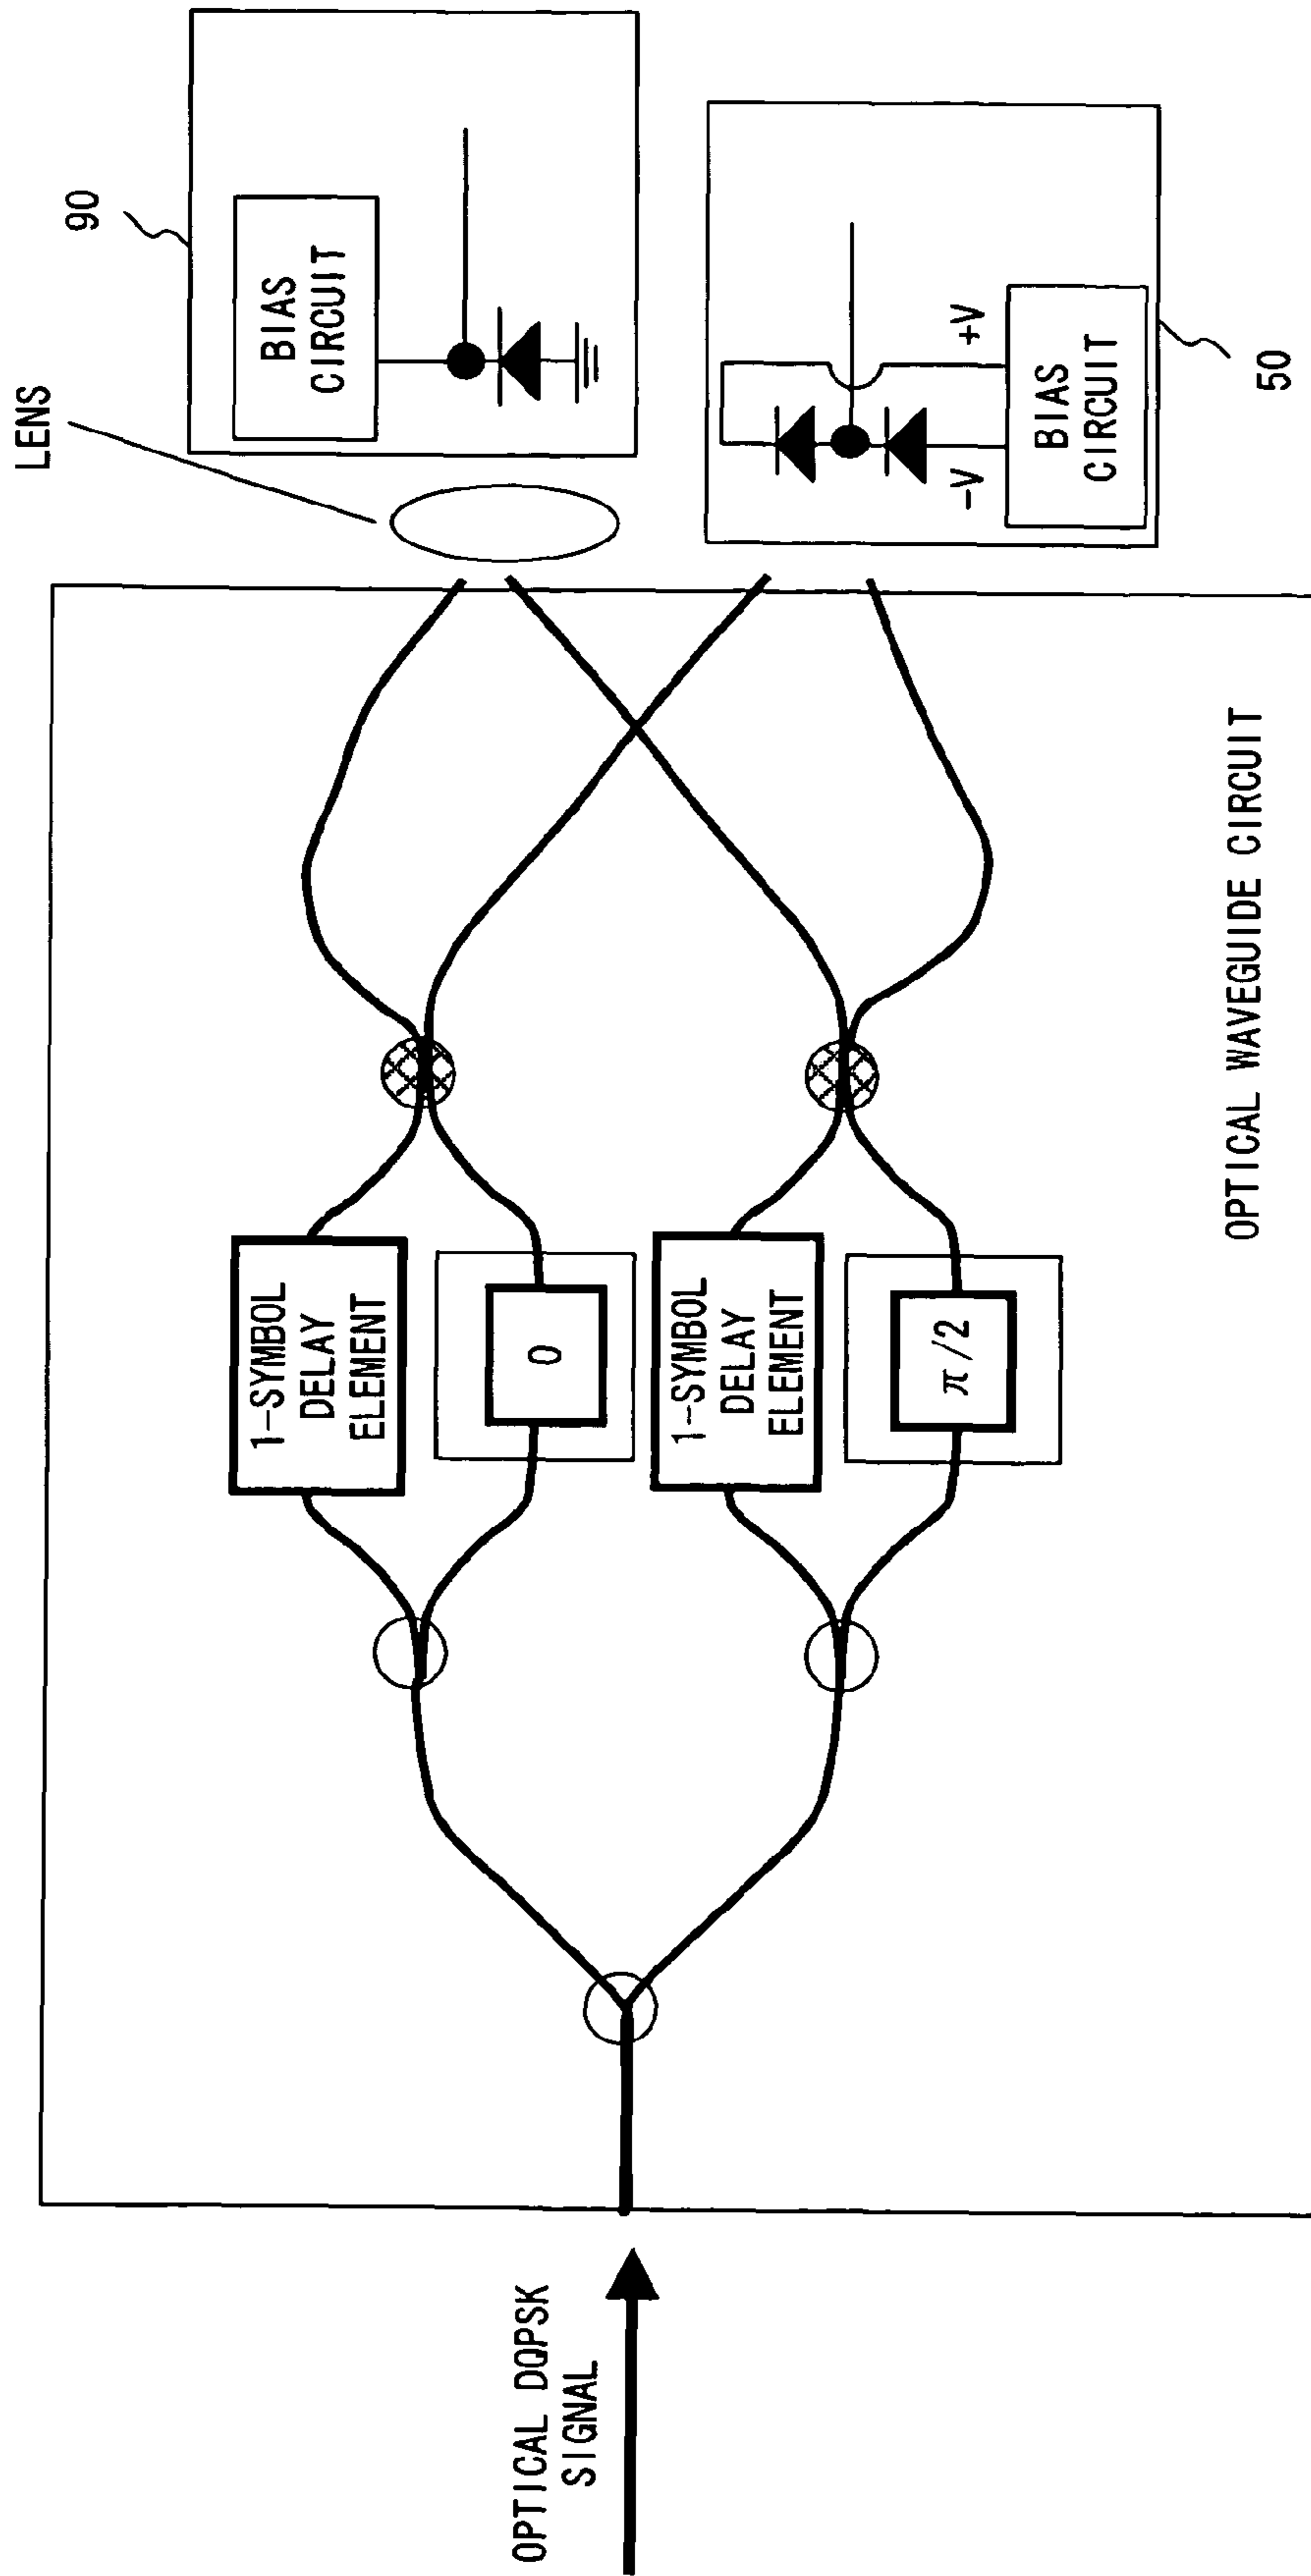 OPTICAL DQPSK
SIGNAL
1-SYMBOL
DELAY
ELEMENT
0
1-SYMBOL
DELAY
ELEMENT
π/2
OPTICAL WAVEGUIDE CIRCUIT
LENS
90
BIAS
CIRCUIT
-V
+V
BIAS
CIRCUIT
50